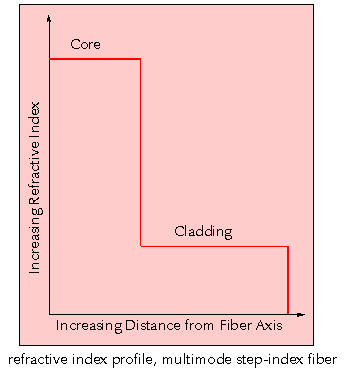 Core
Increasing Refractive Index
Cladding
Increasing Distance from Fiber Axis
refractive index profile, multimode step-index fiber